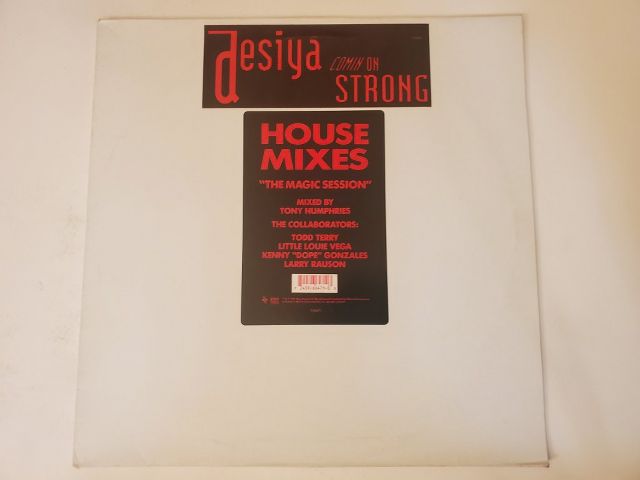 desiya COMIN ON
STRONG
HOUSE
MIXES
"THE MAGIC SESSION"
MIXED BY
TONY HUMPHRIES
THE COLLABORATORS:
TODD TERRY
LITTLE LOUIE VEGA
KENNY "DOPE" GONZALES
LARRY RAUSON